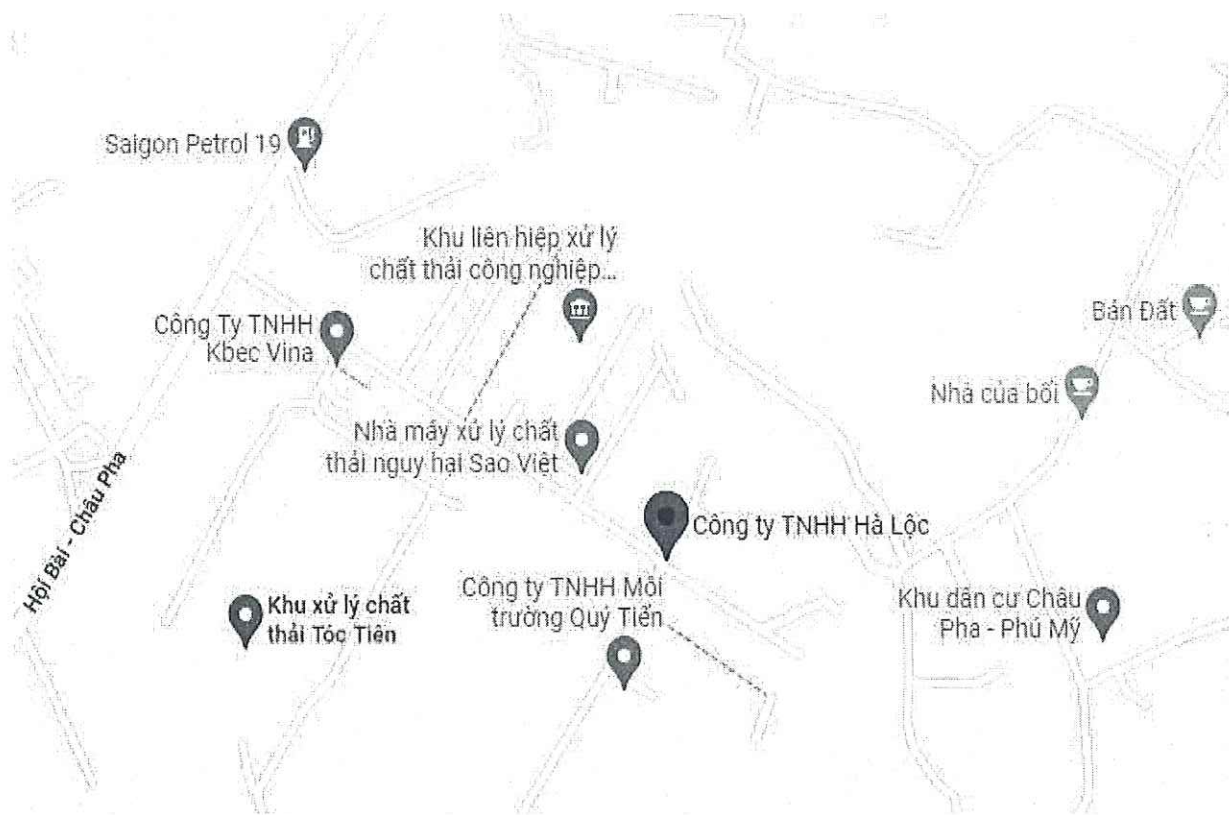 Saigon Petrol 19
Khu liên hiệp xử lý
chất thải công nghiệp...
Công Ty TNHH
Kbec Vina
Bán Đất
Nhà của bối
Nhà máy xử lý chất
thải nguy hại Sao Việt
Hội Bài - Châu Pha
Công ty TNHH Hà Lộc
Công ty TNHH Môi
trường Quý Tiến
Khu xử lý chất
thải Tóc Tiên
Khu dân cư Châu
Pha - Phú Mỹ